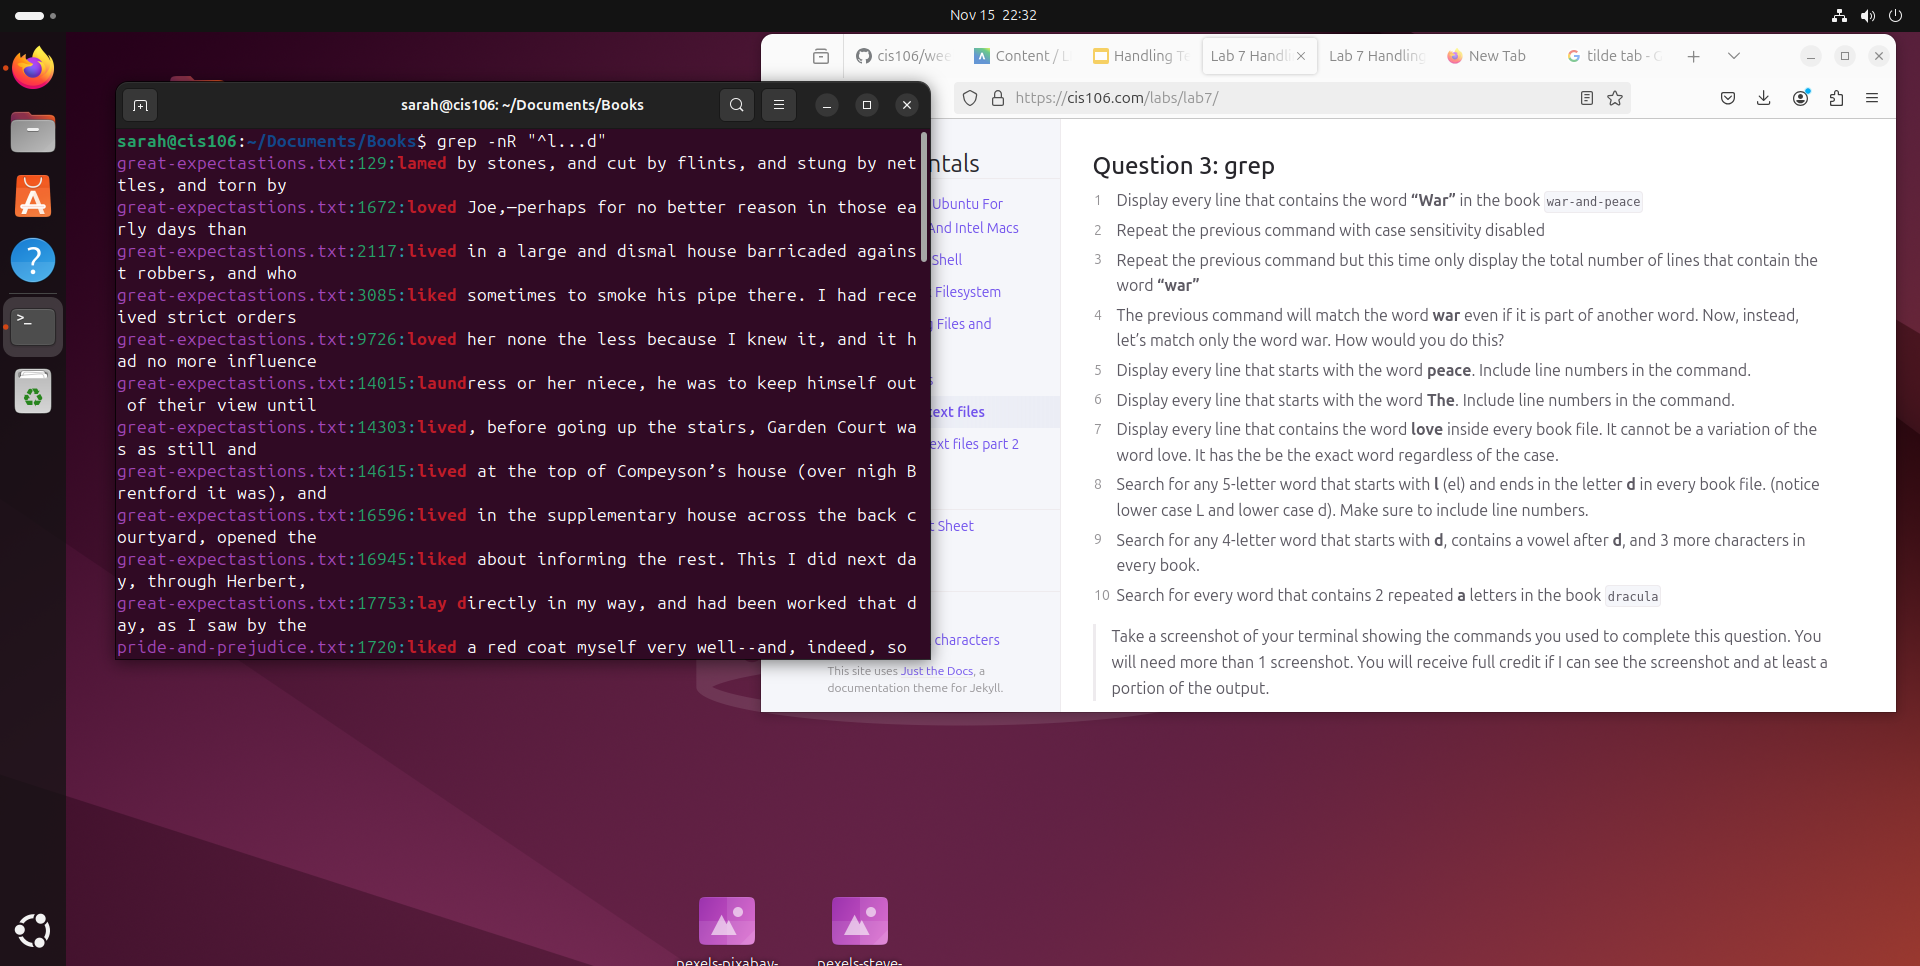 Nov 15 22:32
cis106/wee
Content / L
Handling Te
Lab 7 Handli
Lab 7 Handling
New Tab
tilde tab - G
https://cis106.com/labs/lab7/
sarah@cis106: ~/Documents/Books
sarah@cis106:~/Documents/Books$ grep -nR "^l...d"
great-expectastions.txt:129:lamed by stones, and cut by flints, and stung by net
tles, and torn by
great-expectastions.txt:1672:loved Joe,—perhaps for no better reason in those ea
rly days than
great-expectastions.txt:2117:lived in a large and dismal house barricaded agains
t robbers, and who
great-expectastions.txt:3085:liked sometimes to smoke his pipe there. I had rece
ived strict orders
great-expectastions.txt:9726:loved her none the less because I knew it, and it h
ad no more influence
great-expectastions.txt:14015:laundress or her niece, he was to keep himself out
of their view until
great-expectastions.txt:14303:lived, before going up the stairs, Garden Court wa
s as still and
great-expectastions.txt:14615:lived at the top of Compeyson’s house (over nigh B
rentford it was), and
great-expectastions.txt:16596:lived in the supplementary house across the back c
ourtyard, opened the
great-expectastions.txt:16945:liked about informing the rest. This I did next da
y, through Herbert,
great-expectastions.txt:17753:lay directly in my way, and had been worked that d
ay, as I saw by the
pride-and-prejudice.txt:1720:liked a red coat myself very well--and, indeed, so
ntals
Ubuntu For
And Intel Macs
Shell
Filesystem
g Files and
s
text files
ext files part 2
t Sheet
characters
This site uses Just the Docs, a
documentation theme for Jekyll.
Question 3: grep
1 Display every line that contains the word “War” in the book war-and-peace
2 Repeat the previous command with case sensitivity disabled
3 Repeat the previous command but this time only display the total number of lines that contain the
word “war”
4 The previous command will match the word war even if it is part of another word. Now, instead,
let’s match only the word war. How would you do this?
5 Display every line that starts with the word peace. Include line numbers in the command.
6 Display every line that starts with the word The. Include line numbers in the command.
7 Display every line that contains the word love inside every book file. It cannot be a variation of the
word love. It has the be the exact word regardless of the case.
8 Search for any 5-letter word that starts with l (el) and ends in the letter d in every book file. (notice
lower case L and lower case d). Make sure to include line numbers.
9 Search for any 4-letter word that starts with d, contains a vowel after d, and 3 more characters in
every book.
10 Search for every word that contains 2 repeated a letters in the book dracula
Take a screenshot of your terminal showing the commands you used to complete this question. You
will need more than 1 screenshot. You will receive full credit if I can see the screenshot and at least a
portion of the output.
pexels-pixabay-
pexels-steve-